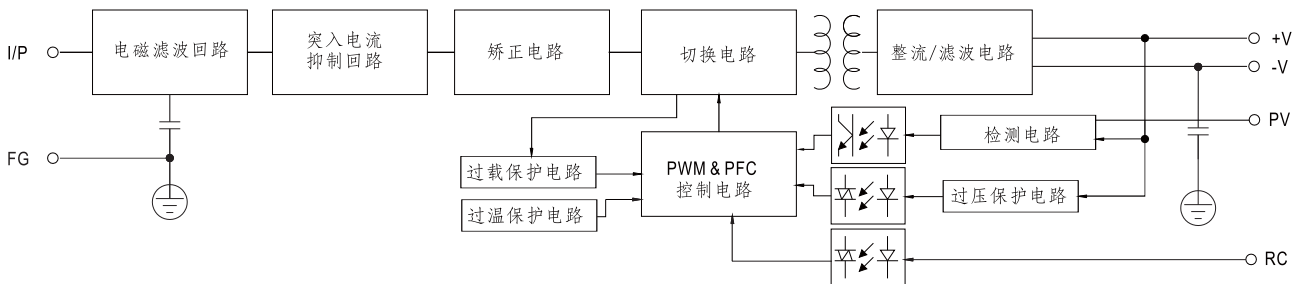 I/P
电磁滤波回路
突入电流
抑制回路
矫正电路
切换电路
整流/滤波电路
+V
-V
PV
检测电路
FG
过载保护电路
PWM & PFC
控制电路
过温保护电路
过压保护电路
RC